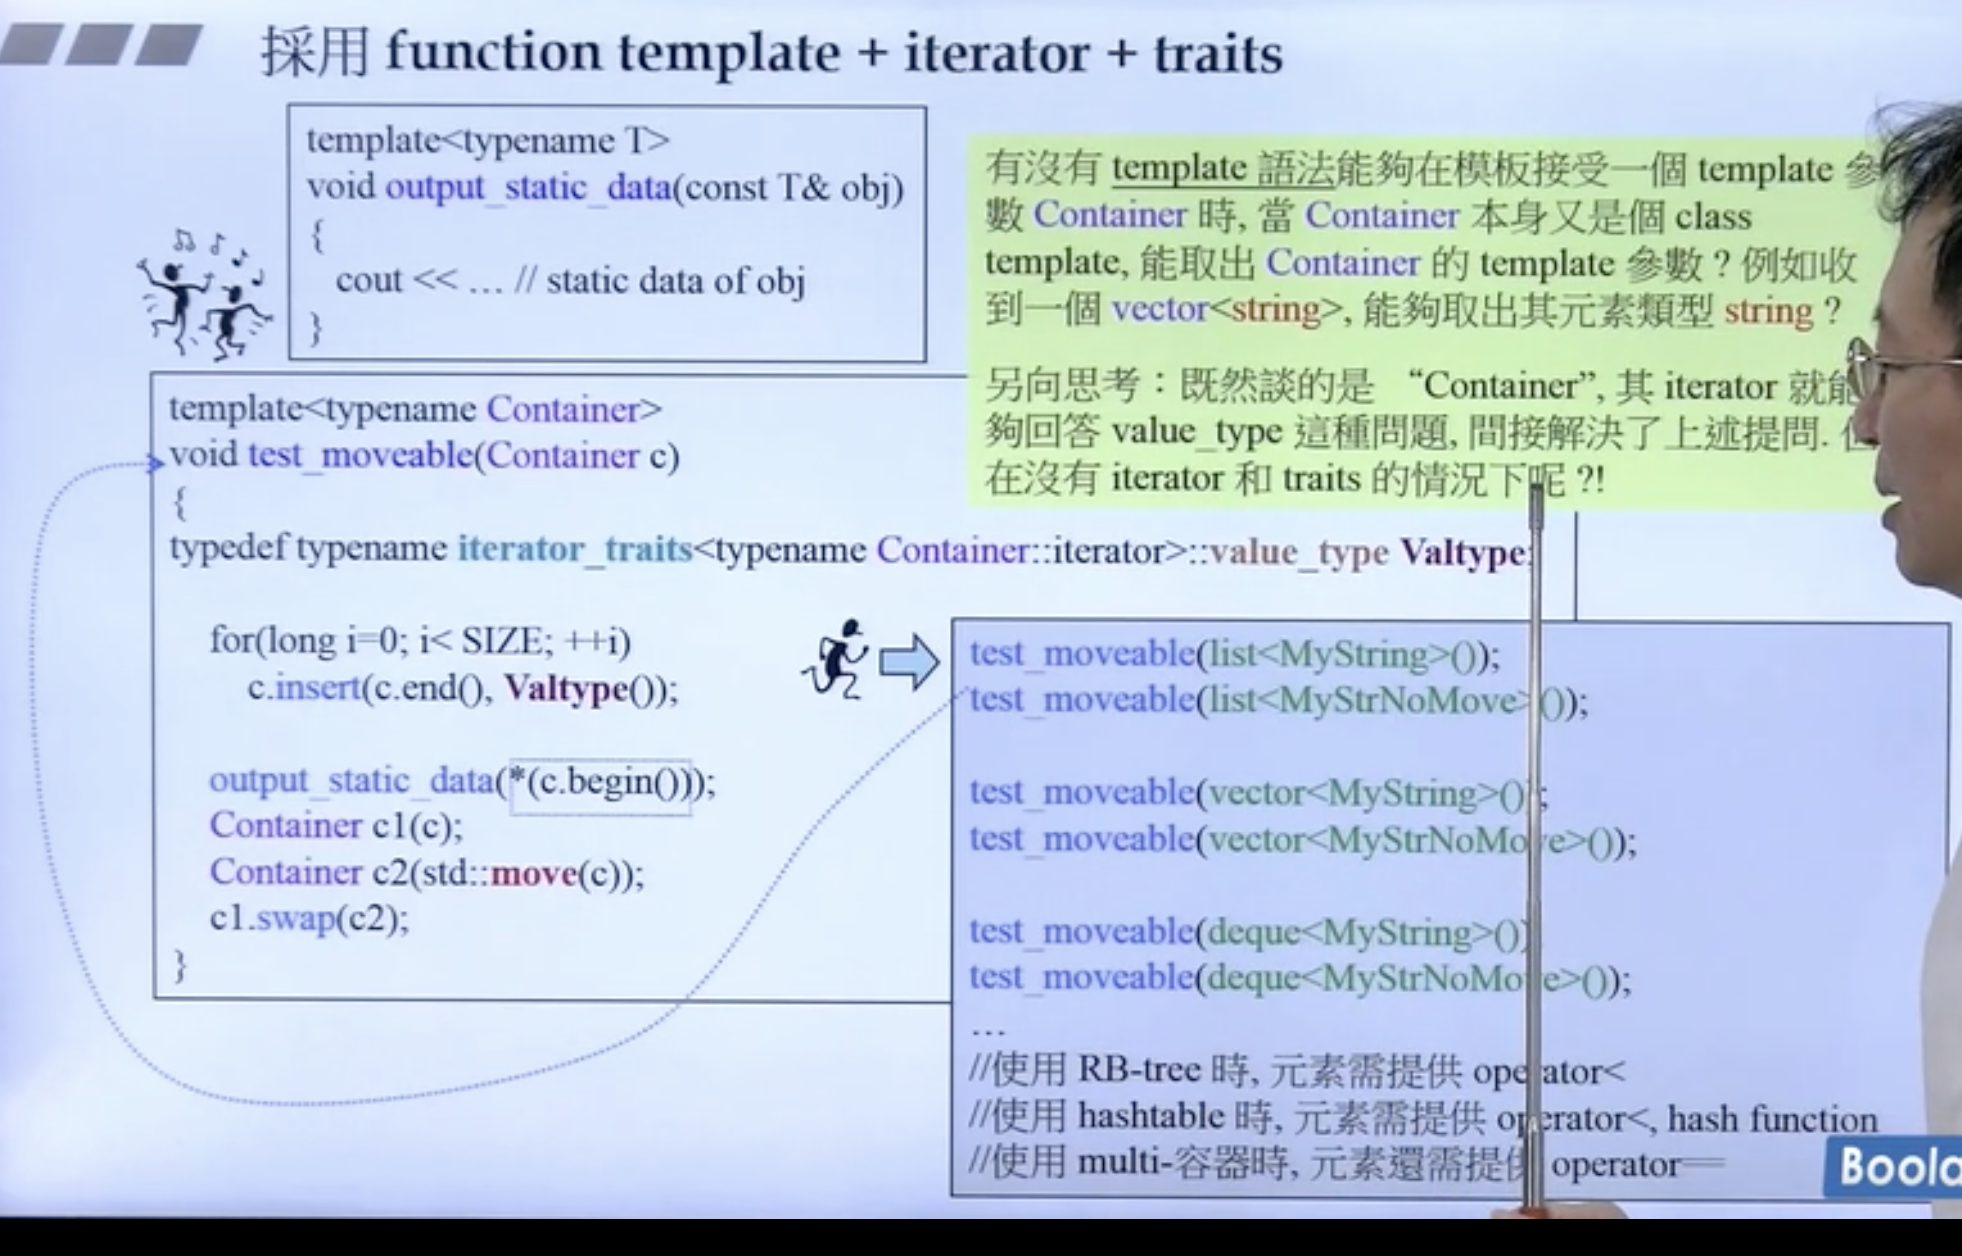 採用 function template + iterator + traits
template<typename T>
void output_static_data(const T& obj)
{
cout << ... // static data of obj
}
有沒有 template 語法能夠在模板接受一個 template 參
數 Container 時, 當 Container 本身又是個 class
template, 能取出 Container 的 template 參數 ? 例如收
到一個 vector<string>, 能夠取出其元素類型 string ?
另向思考：既然談的是 “Container”, 其 iterator 就能
夠回答 value_type 這種問題, 間接解決了上述提問.
在沒有 iterator 和 traits 的情況下呢 ?!
template<typename Container>
void test_moveable(Container c)
{
typedef typename iterator_traits<typename Container::iterator>::value_type Valtype;
for(long i=0; i< SIZE; ++i)
c.insert(c.end(), Valtype());
output_static_data(*(c.begin()));
Container c1(c);
Container c2(std::move(c));
c1.swap(c2);
}
test_moveable(list<MyString>());
test_moveable(list<MyStrNoMove>());
test_moveable(vector<MyString>());
test_moveable(vector<MyStrNoMove>());
test_moveable(deque<MyString>())
test_moveable(deque<MyStrNoMove>());
...
//使用 RB-tree 時, 元素需提供 operator<
//使用 hashtable 時, 元素需提供 operator<, hash function
//使用 multi-容器時, 元素還需提供 operator==
Boola